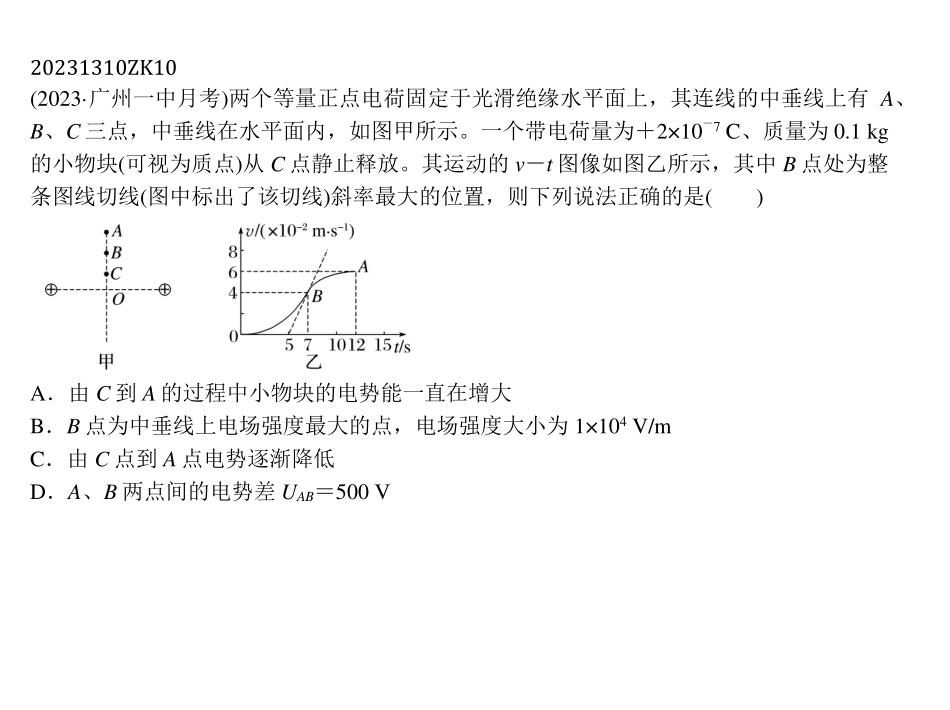 20231310ZK10
(2023·广州一中月考)两个等量正点电荷固定于光滑绝缘水平面上，其连线的中垂线上有 A、
B、C三点，中垂线在水平面内，如图甲所示。一个带电荷量为＋2×10⁻⁷ C、质量为 0.1 kg
的小物块(可视为质点)从 C 点静止释放。其运动的 v－t 图像如图乙所示，其中 B 点处为整
条图线切线(图中标出了该切线)斜率最大的位置，则下列说法正确的是(　　)
A
B
C
O
甲
v/(×10⁻² m·s⁻¹)
8
6
4
0
A
B
5 7 10 12 15 t/s
乙
A．由 C 到 A 的过程中小物块的电势能一直在增大
B．B 点为中垂线上电场强度最大的点，电场强度大小为 1×10⁴ V/m
C．由 C 点到 A 点电势逐渐降低
D．A、B 两点间的电势差 UAB＝500 V